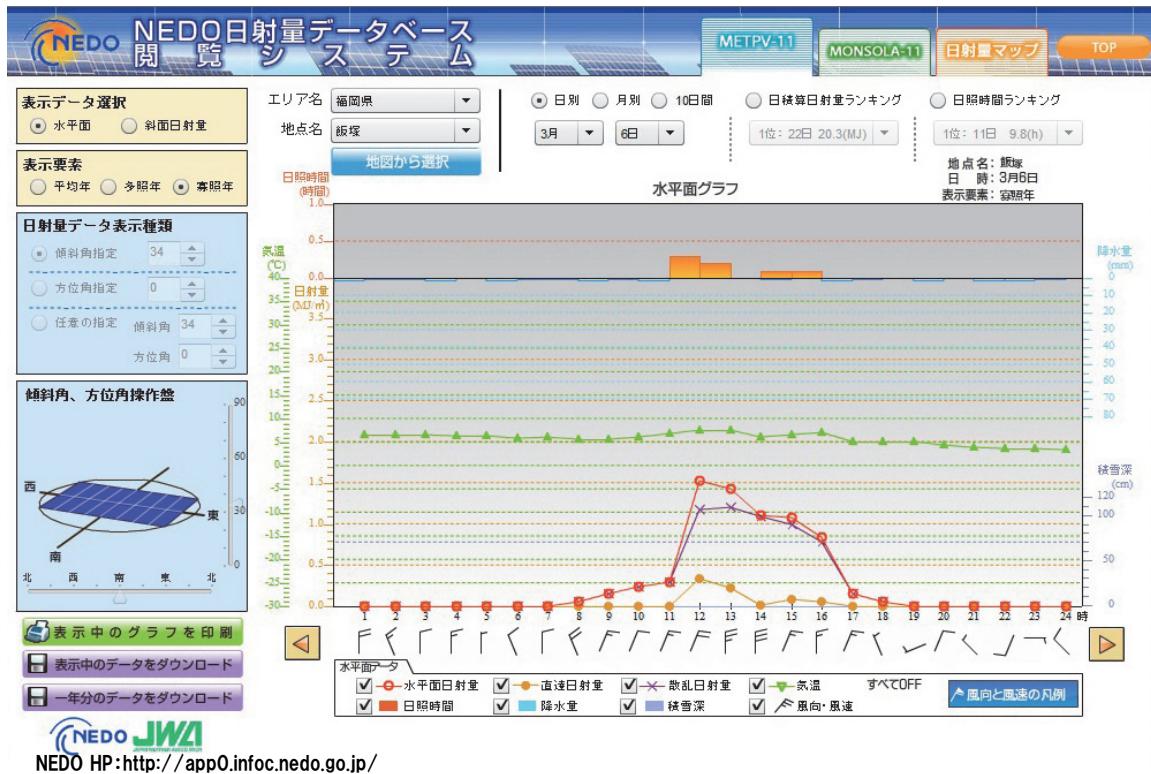 NEDO
NEDO日射量データベース
閲覧システム
METPV-11
MONSOLA-11
日射量マップ
TOP
表示データ選択
水平面 斜面日射量
表示要素
平均年 多照年 寡照年
日射量データ表示種類
傾斜角指定 34
方位角指定 0
任意の指定 傾斜角 34
方位角 0
傾斜角、方位角操作盤
90
60
30
0
西
東
南
北 西 南 東 北
表示中のグラフを印刷
表示中のデータをダウンロード
一年分のデータをダウンロード
エリア名 福岡県
地点名 飯塚
地図から選択
日別 月別 10日間
3月 6日
日積算日射量ランキング
1位: 22日 20.3(MJ)
日照時間ランキング
1位: 11日 9.8(h)
地点名: 飯塚
日 時: 3月6日
表示要素: 寡照年
水平面グラフ
日照時間
(時間)
1.0
0.5
0.0
気温
(℃)
40
35
30
25
20
15
10
5
0
-5
-10
-15
-20
-25
-30
日射量
(MJ/㎡)
3.5
3.0
2.5
2.0
1.5
1.0
0.5
0.0
降水量
(mm)
0
10
20
30
40
50
60
70
80
積雪深
(cm)
120
100
50
0
1 2 3 4 5 6 7 8 9 10 11 12 13 14 15 16 17 18 19 20 21 22 23 24 時
水平面データ
水平面日射量 直達日射量 散乱日射量 気温 すべてOFF
日照時間 降水量 積雪深 風向・風速
風向と風速の凡例
NEDO JWA
NEDO HP:http://app0.infoc.nedo.go.jp/